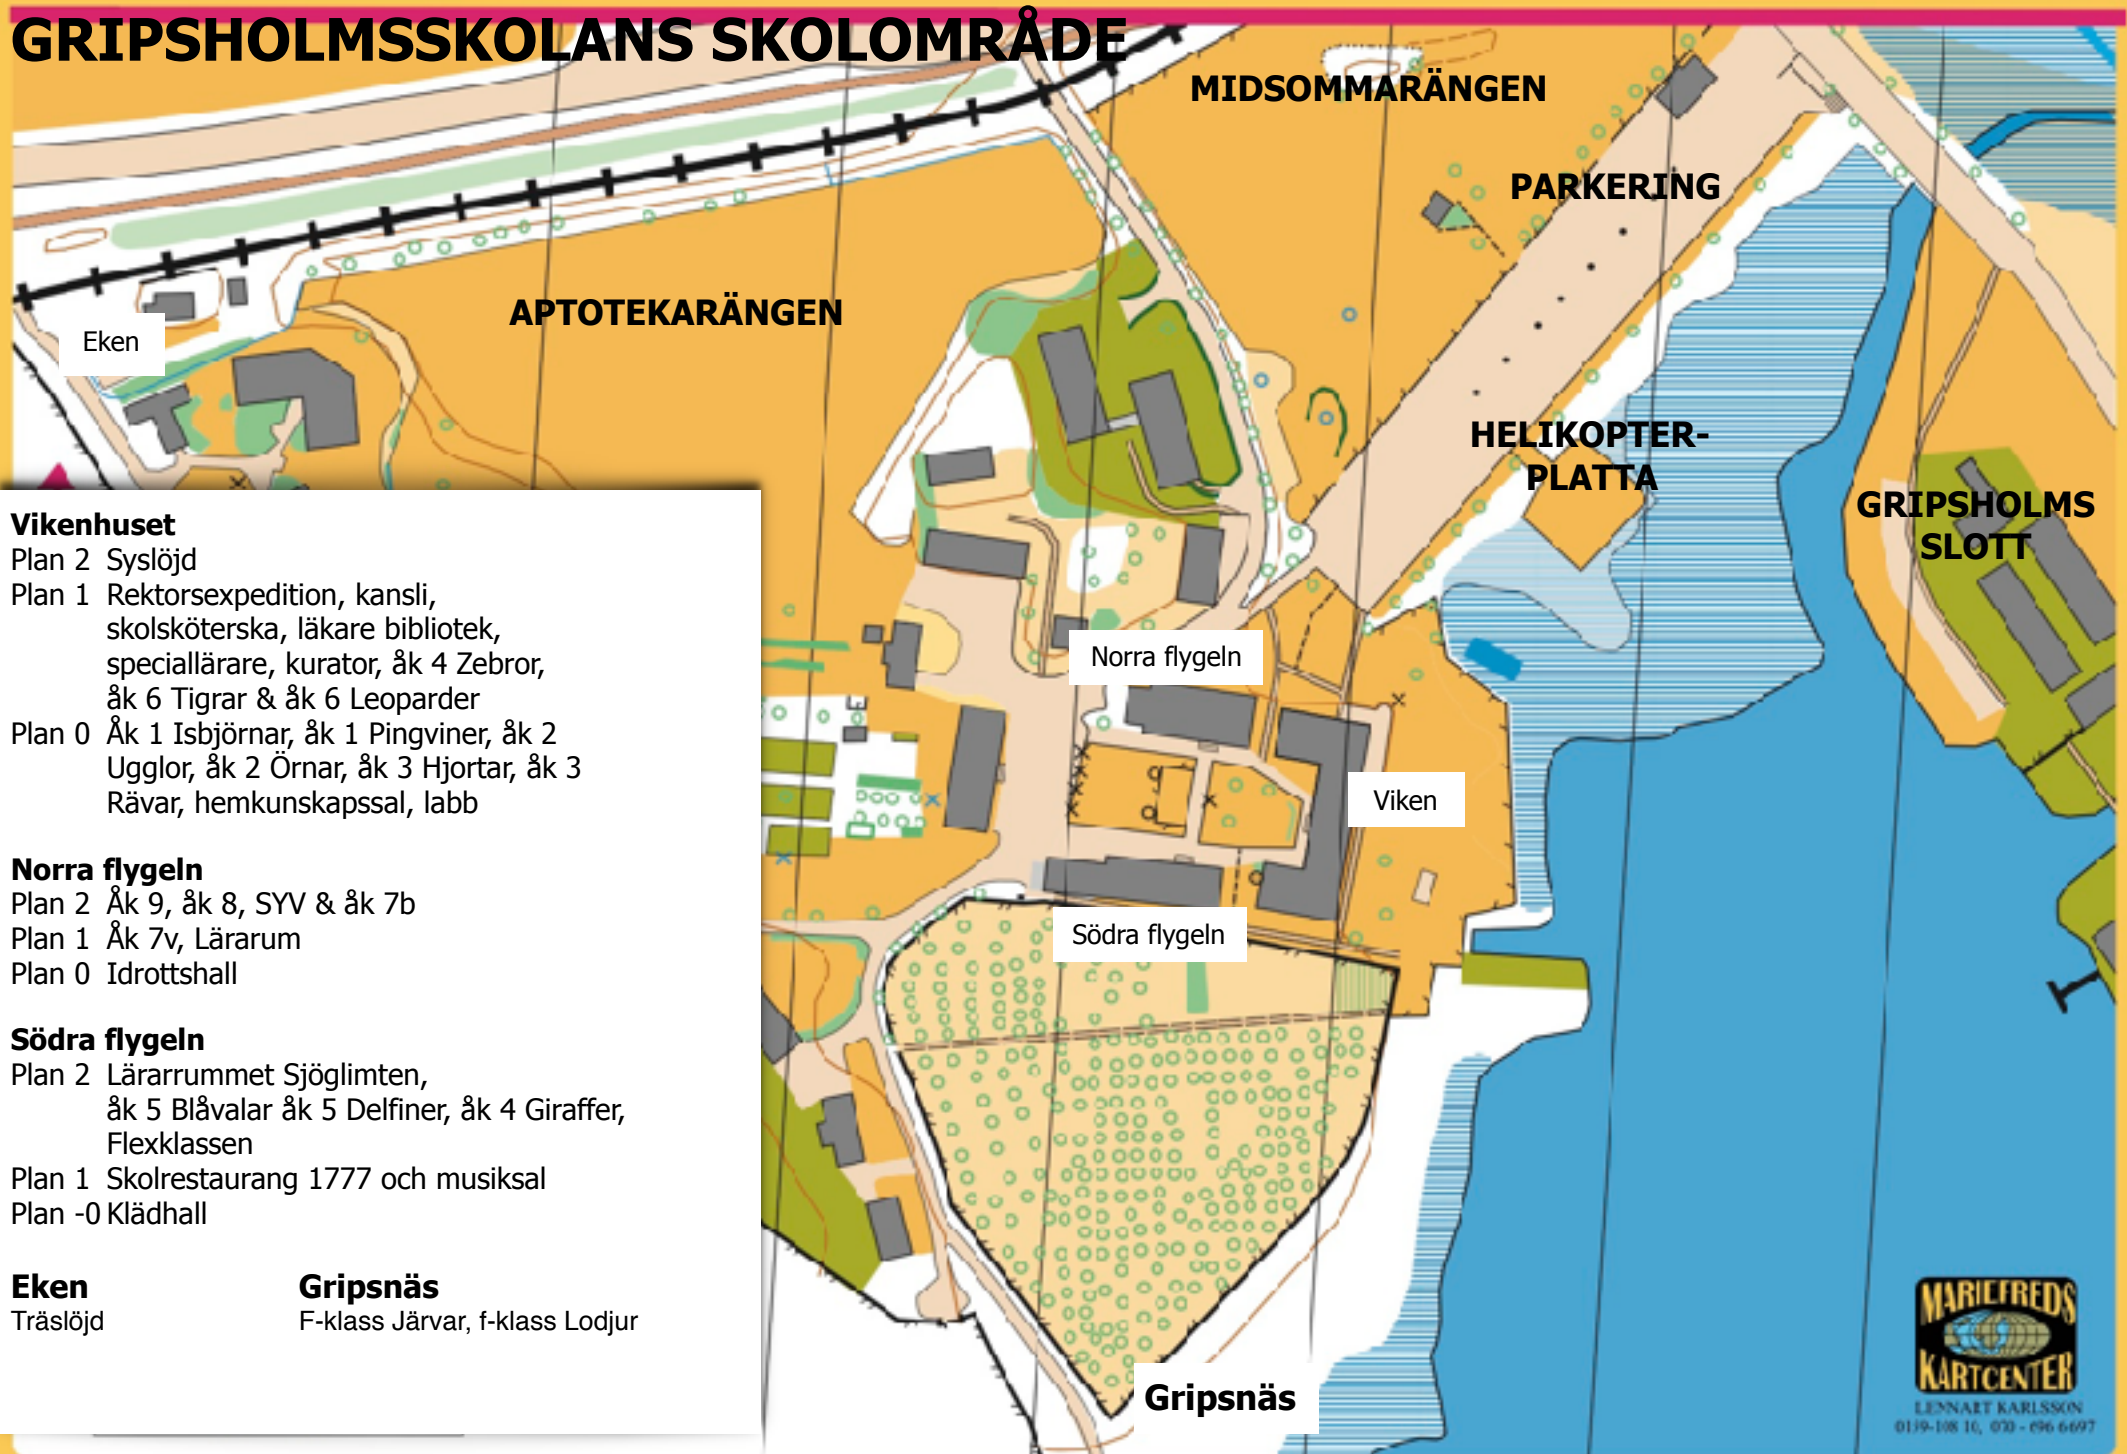 GRIPSHOLMSSKOLANS SKOLOMRÅDE
MIDSOMMARÄNGEN
PARKERING
APTOTEKARÄNGEN
Eken
HELIKOPTER-
PLATTA
GRIPSHOLMS
SLOTT
Vikenhuset
Plan 2 Syslöjd
Plan 1 Rektorsexpedition, kansli,
skolsköterska, läkare bibliotek,
speciallärare, kurator, åk 4 Zebror,
åk 6 Tigrar & åk 6 Leoparder
Plan 0 Åk 1 Isbjörnar, åk 1 Pingviner, åk 2
Ugglor, åk 2 Örnar, åk 3 Hjortar, åk 3
Rävar, hemkunskapssal, labb
Norra flygeln
Plan 2 Åk 9, åk 8, SYV & åk 7b
Plan 1 Åk 7v, Lärarum
Plan 0 Idrottshall
Södra flygeln
Plan 2 Lärarrummet Sjöglimten,
åk 5 Blåvalar åk 5 Delfiner, åk 4 Giraffer,
Flexklassen
Plan 1 Skolrestaurang 1777 och musiksal
Plan -0 Klädhall
Eken
Träslöjd
Gripsnäs
F-klass Järvar, f-klass Lodjur
Norra flygeln
Viken
Södra flygeln
Gripsnäs
MARIEFREDS
KARTCENTER
LENNART KARLSSON
0159-108 10, 070 - 696 6697